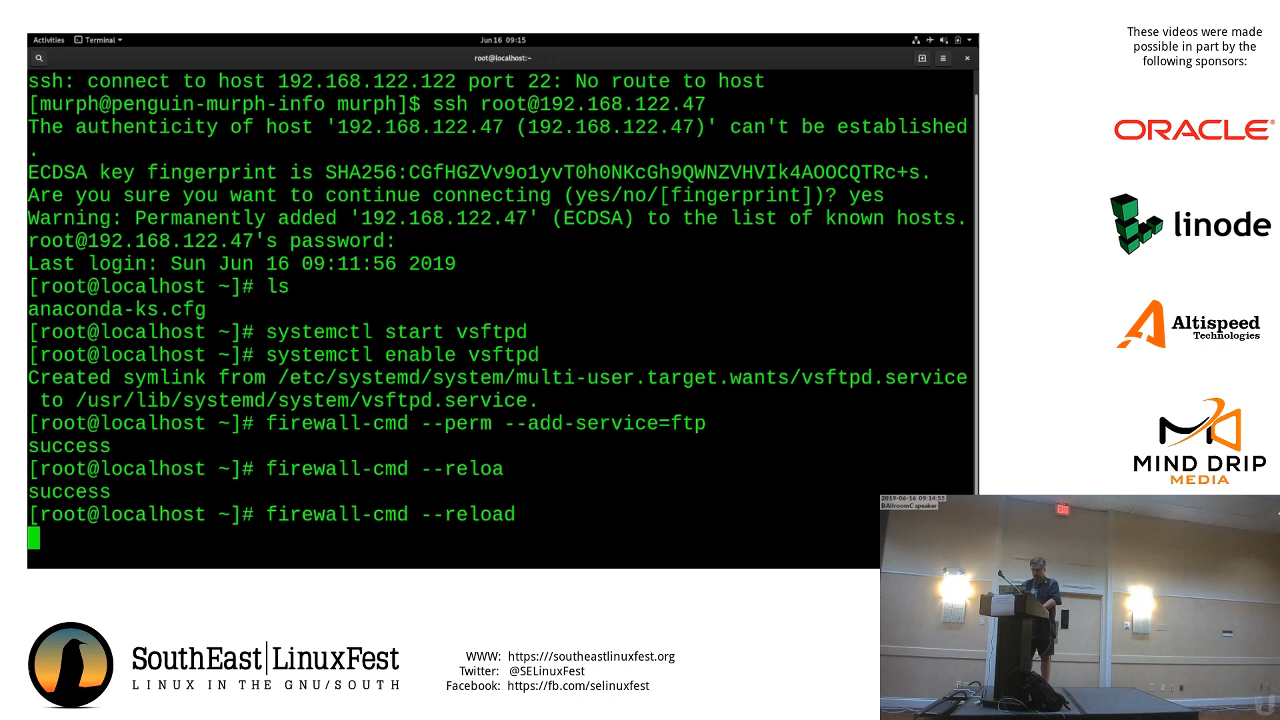 These videos were made
possible in part by the
following sponsors:
Activities Terminal Jun 16 09:15
root@localhost:~
ssh: connect to host 192.168.122.122 port 22: No route to host
[murph@penguin-murph-info murph]$ ssh root@192.168.122.47
The authenticity of host '192.168.122.47 (192.168.122.47)' can't be established
.
ECDSA key fingerprint is SHA256:CGfHGZVv9o1yvT0h0NKcGh9QWNZVHVIk4AOOCQTRc+s.
Are you sure you want to continue connecting (yes/no/[fingerprint])? yes
Warning: Permanently added '192.168.122.47' (ECDSA) to the list of known hosts.
root@192.168.122.47's password:
Last login: Sun Jun 16 09:11:56 2019
[root@localhost ~]# ls
anaconda-ks.cfg
[root@localhost ~]# systemctl start vsftpd
[root@localhost ~]# systemctl enable vsftpd
Created symlink from /etc/systemd/system/multi-user.target.wants/vsftpd.service
 to /usr/lib/systemd/system/vsftpd.service.
[root@localhost ~]# firewall-cmd --perm --add-service=ftp
success
[root@localhost ~]# firewall-cmd --reloa
success
[root@localhost ~]# firewall-cmd --reload
ORACLE®
linode
Altispeed
Technologies
MIND DRIP
MEDIA
2019-06-16 09:14:55
BAllroomC speaker
EXIT
SouthEast|LinuxFest
LINUX IN THE GNU/SOUTH
WWW: https:///southeastlinuxfest.org
Twitter: @SELinuxFest
Facebook: https://fb.com/selinuxfest